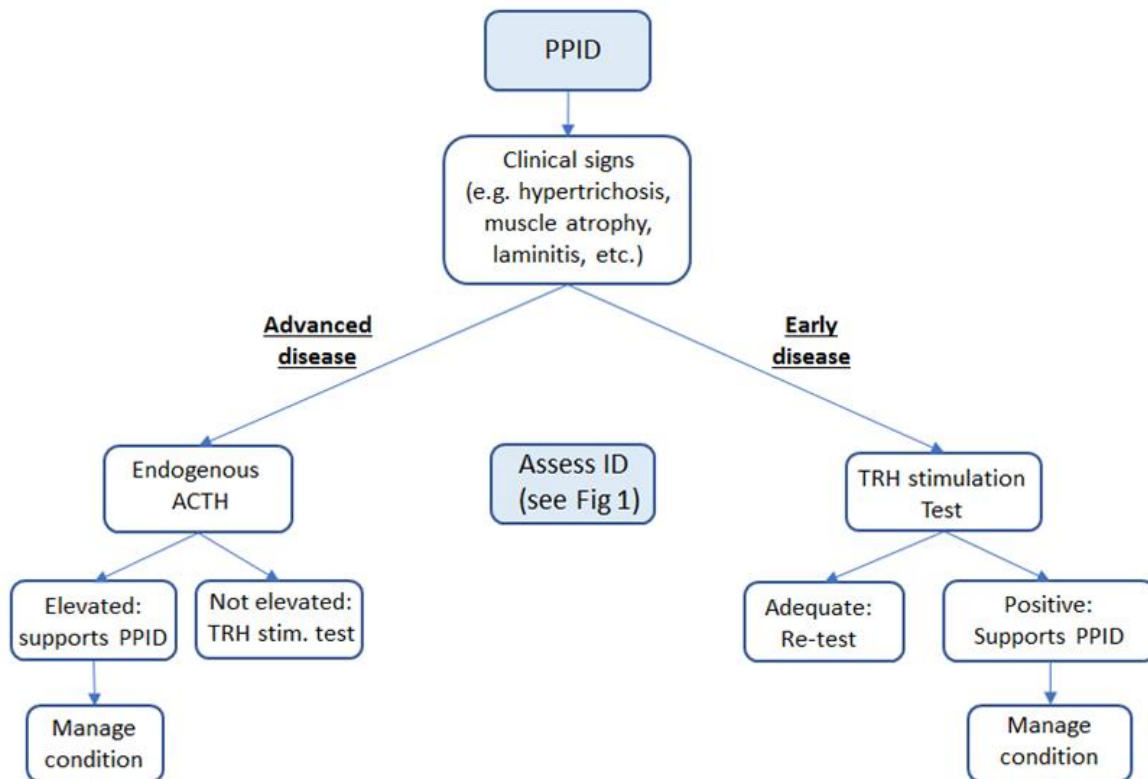 PPID
Clinical signs
(e.g. hypertrichosis,
muscle atrophy,
laminitis, etc.)
Advanced
disease
Early
disease
Endogenous
ACTH
Assess ID
(see Fig 1)
TRH stimulation
Test
Elevated:
supports PPID
Not elevated:
TRH stim. test
Adequate:
Re-test
Positive:
Supports PPID
Manage
condition
Manage
condition